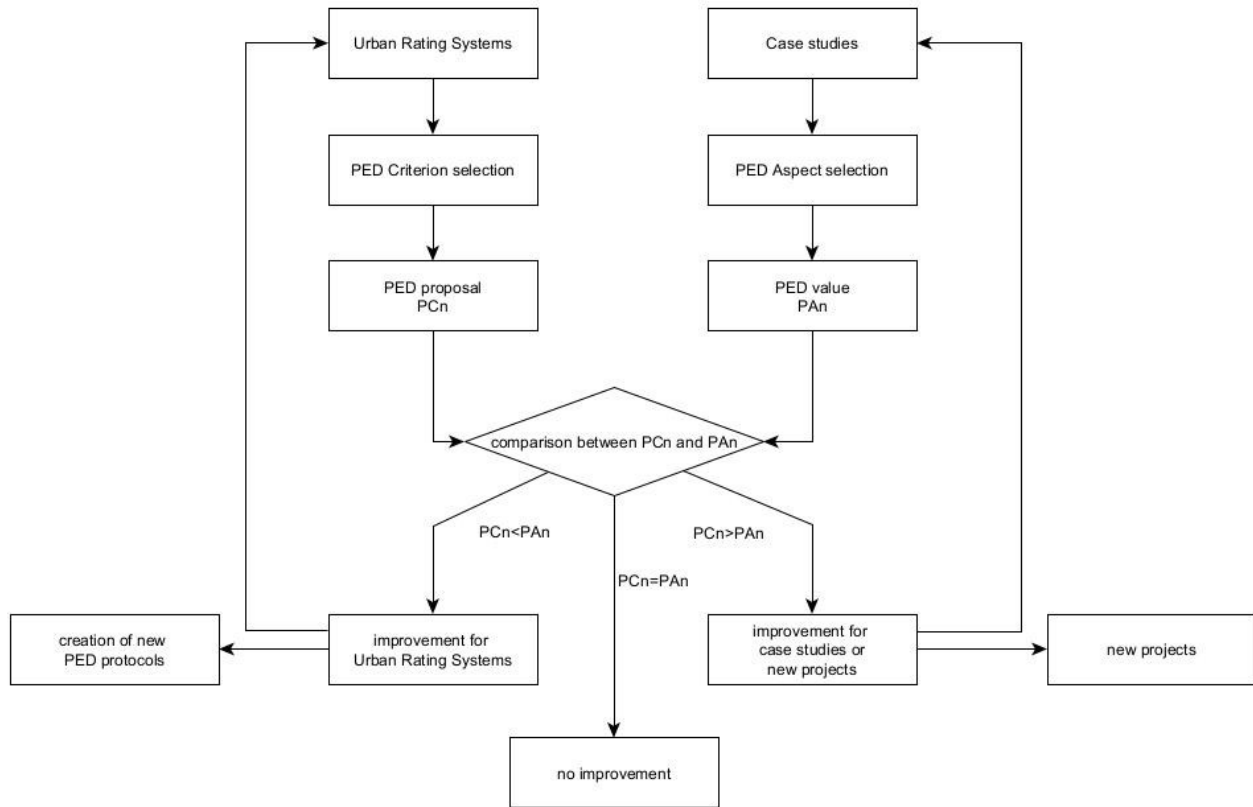 Urban Rating Systems
Case studies
PED Criterion selection
PED Aspect selection
PED proposal
PCn
PED value
PAn
comparison between PCn and PAn
PCn<PAn
PCn>PAn
PCn=PAn
creation of new
PED protocols
improvement for
Urban Rating Systems
improvement for
case studies or
new projects
new projects
no improvement